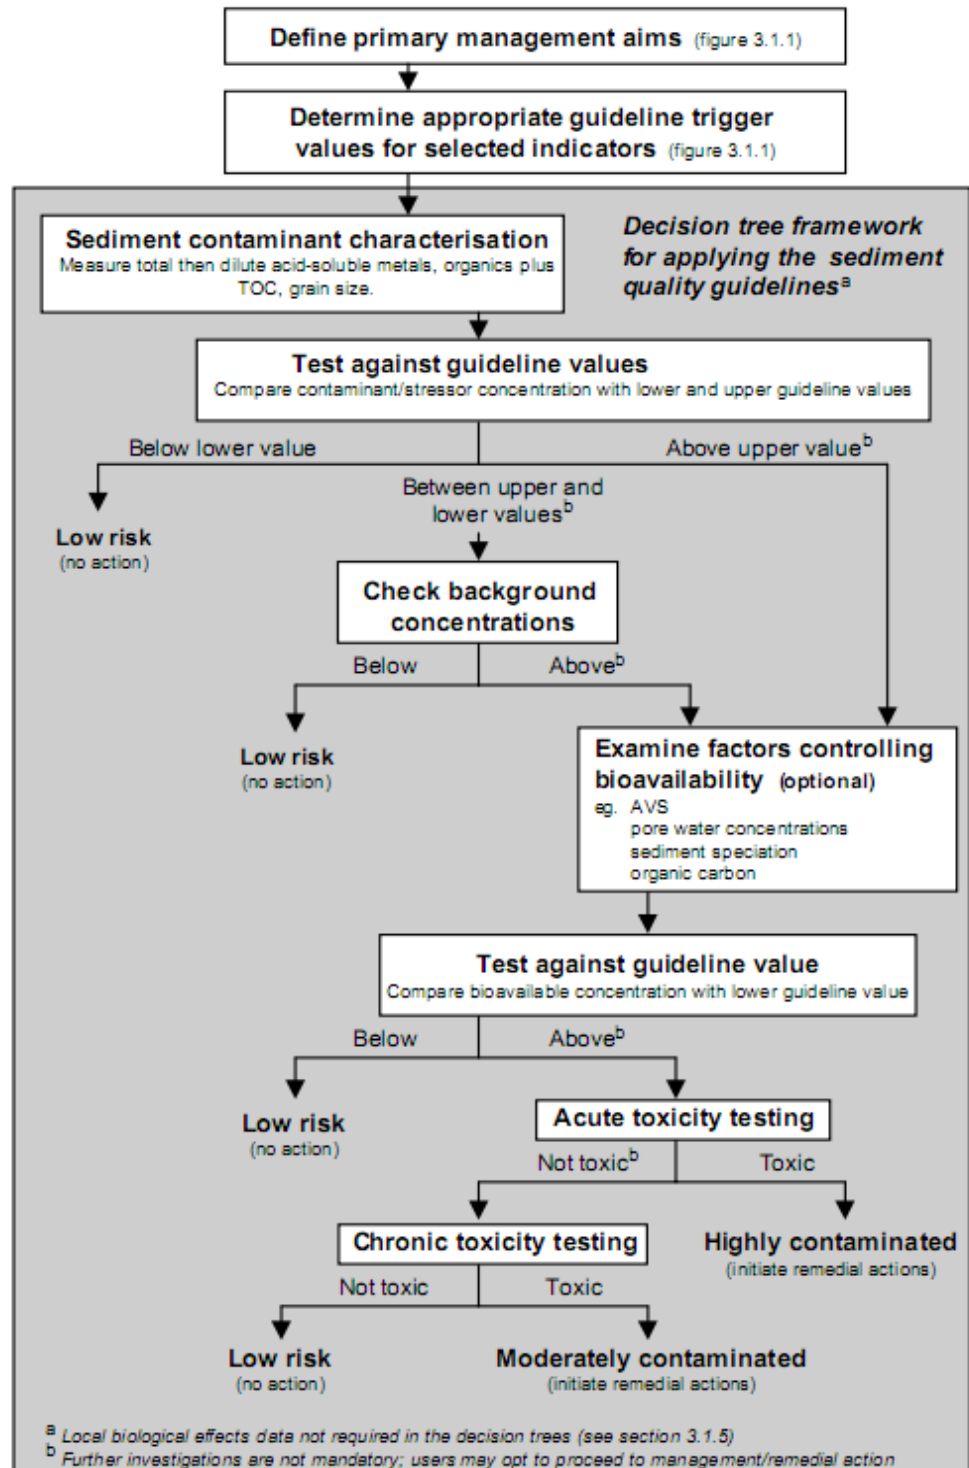 Define primary management aims (figure 3.1.1)
Determine appropriate guideline trigger
values for selected indicators (figure 3.1.1)
Sediment contaminant characterisation
Measure total then dilute acid-soluble metals, organics plus
TOC, grain size.
Decision tree framework
for applying the sediment
quality guidelinesᵃ
Test against guideline values
Compare contaminant/stressor concentration with lower and upper guideline values
Below lower value
Above upper valueᵇ
Between upper and
lower valuesᵇ
Low risk
(no action)
Check background
concentrations
Below
Aboveᵇ
Low risk
(no action)
Examine factors controlling
bioavailability (optional)
eg. AVS
pore water concentrations
sediment speciation
organic carbon
Test against guideline value
Compare bioavailable concentration with lower guideline value
Below
Aboveᵇ
Low risk
(no action)
Acute toxicity testing
Not toxicᵇ
Toxic
Chronic toxicity testing
Highly contaminated
(initiate remedial actions)
Not toxic
Toxic
Low risk
(no action)
Moderately contaminated
(initiate remedial actions)
ᵃ Local biological effects data not required in the decision trees (see section 3.1.5)
ᵇ Further investigations are not mandatory; users may opt to proceed to management/remedial action